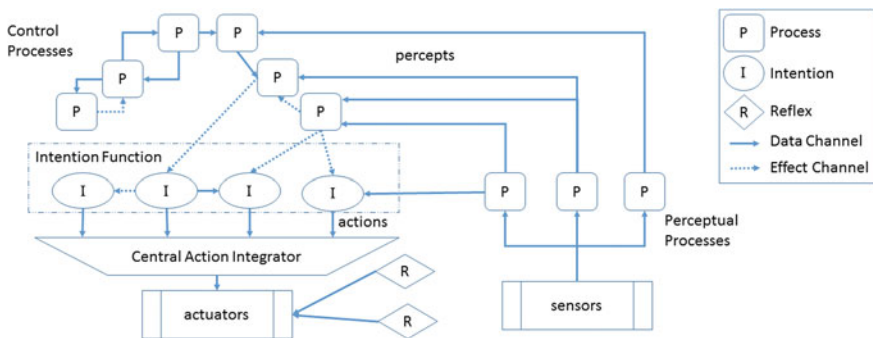 Control
Processes
P
P
P
P
P
P
percepts
Intention Function
I
I
I
I
actions
Central Action Integrator
actuators
R
R
P
P
P
Perceptual
Processes
sensors
P Process
I Intention
R Reflex
Data Channel
Effect Channel